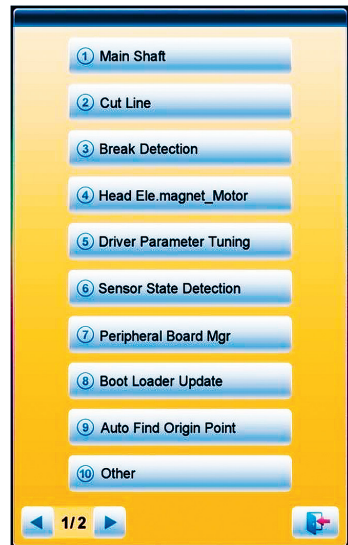 1 Main Shaft
2 Cut Line
3 Break Detection
4 Head Ele.magnet_Motor
5 Driver Parameter Tuning
6 Sensor State Detection
7 Peripheral Board Mgr
8 Boot Loader Update
9 Auto Find Origin Point
10 Other
1/2